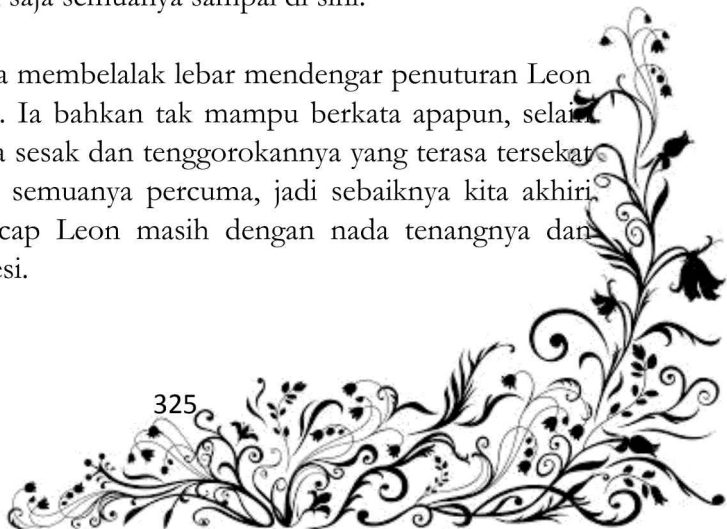 saja semuanya sampai di sini.
a membelalak lebar mendengar penuturan Leon
. Ia bahkan tak mampu berkata apapun, selain
a sesak dan tenggorokannya yang terasa tersekat
semuanya percuma, jadi sebaiknya kita akhiri
cap Leon masih dengan nada tenangnya dan
esi.
325